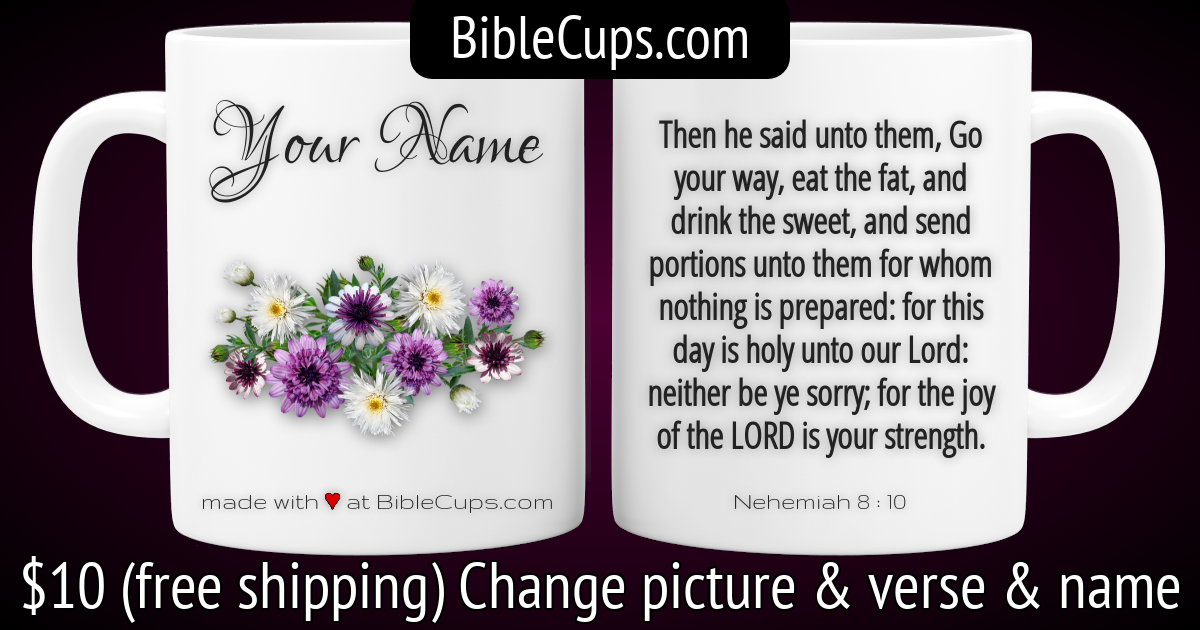 BibleCups.com
Your Name
made with ♥ at BibleCups.com
Then he said unto them, Go
your way, eat the fat, and
drink the sweet, and send
portions unto them for whom
nothing is prepared: for this
day is holy unto our Lord:
neither be ye sorry; for the joy
of the LORD is your strength.
Nehemiah 8 : 10
$10 (free shipping) Change picture & verse & name